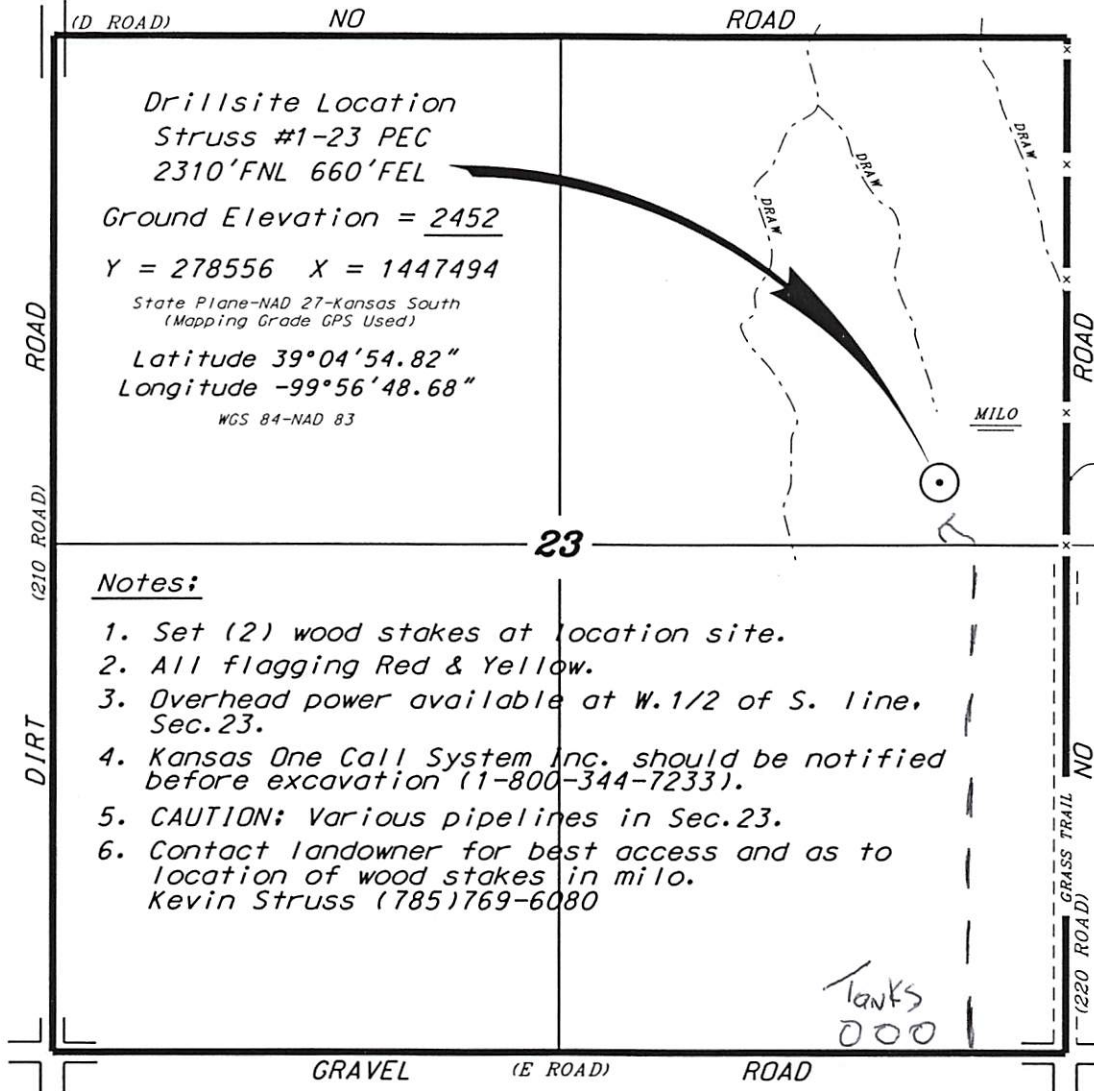 (D ROAD) NO ROAD
Drillsite Location
Struss #1-23 PEC
2310'FNL 660'FEL
Ground Elevation = 2452
Y = 278556 X = 1447494
State Plane-NAD 27-Kansas South
(Mapping Grade GPS Used)
Latitude 39°04'54.82"
Longitude -99°56'48.68"
WGS 84-NAD 83
DRAW
DRAW
DRAW
MILO
ROAD
(210 ROAD)
DIRT
ROAD
23
Notes:
1. Set (2) wood stakes at location site.
2. All flagging Red & Yellow.
3. Overhead power available at W.1/2 of S. line,
Sec.23.
4. Kansas One Call System Inc. should be notified
before excavation (1-800-344-7233).
5. CAUTION: Various pipelines in Sec.23.
6. Contact landowner for best access and as to
location of wood stakes in milo.
Kevin Struss (785)769-6080
NO
GRASS TRAIL
(220 ROAD)
Tanks
GRAVEL (E ROAD) ROAD